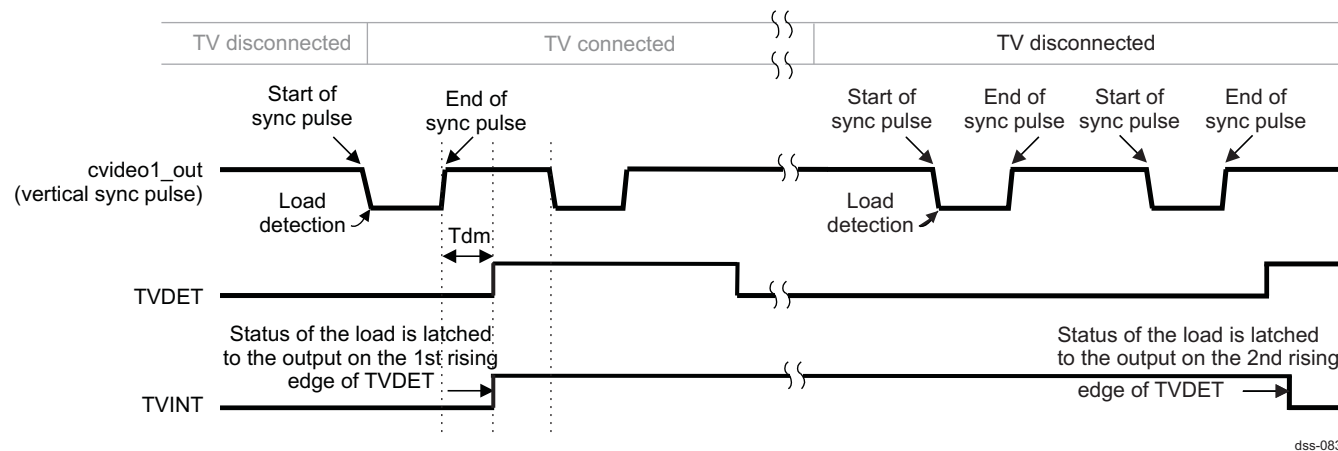 TV disconnected
TV connected
TV disconnected
Start of
sync pulse
End of
sync pulse
Start of
sync pulse
End of
sync pulse
Start of
sync pulse
End of
sync pulse
cvideo1_out
(vertical sync pulse)
Load
detection
Load
detection
Tdm
TVDET
Status of the load is latched
to the output on the 1st rising
edge of TVDET
Status of the load is latched
to the output on the 2nd rising
edge of TVDET
TVINT
dss-083